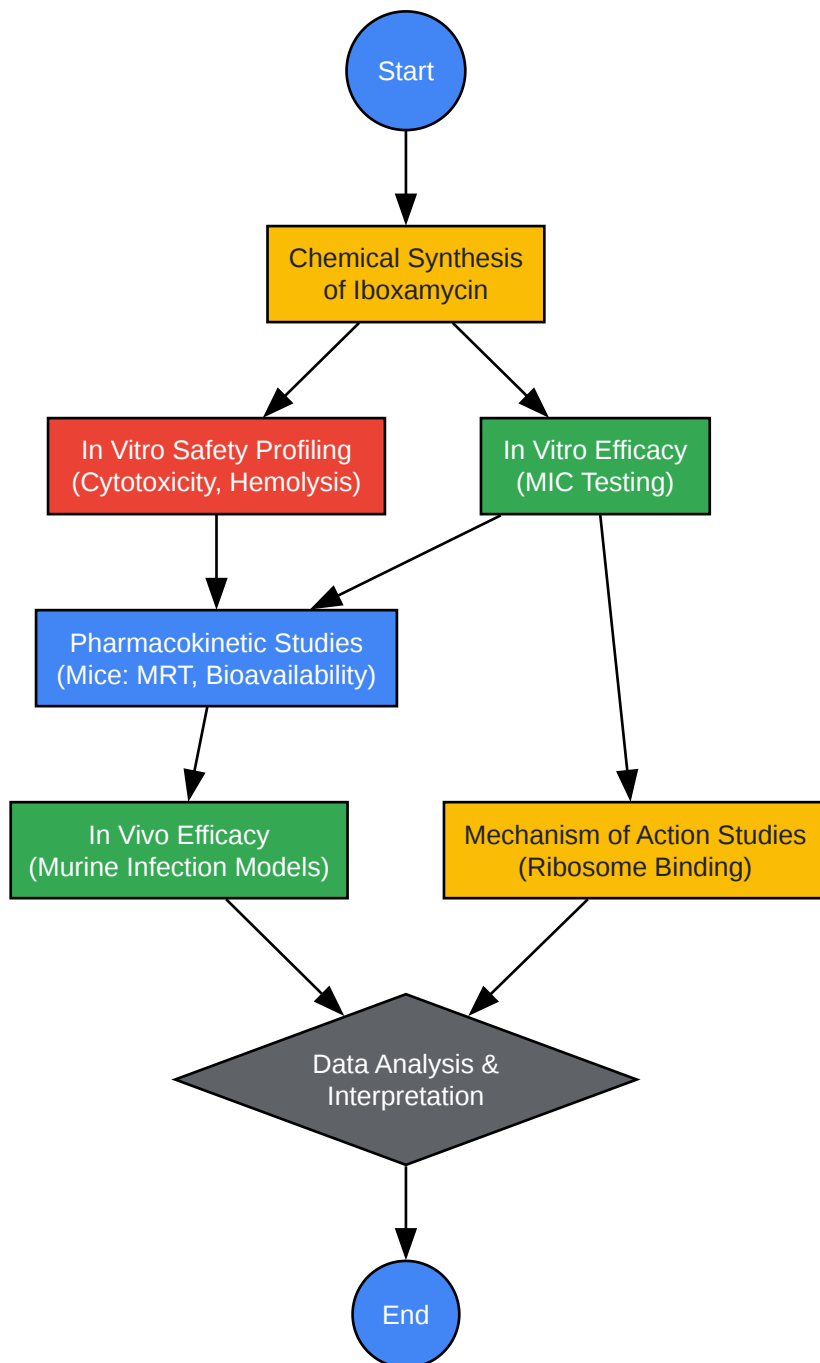 Start
Chemical Synthesis
of Iboxamycin
In Vitro Safety Profiling
(Cytotoxicity, Hemolysis)
In Vitro Efficacy
(MIC Testing)
Pharmacokinetic Studies
(Mice: MRT, Bioavailability)
In Vivo Efficacy
(Murine Infection Models)
Mechanism of Action Studies
(Ribosome Binding)
Data Analysis &
Interpretation
End